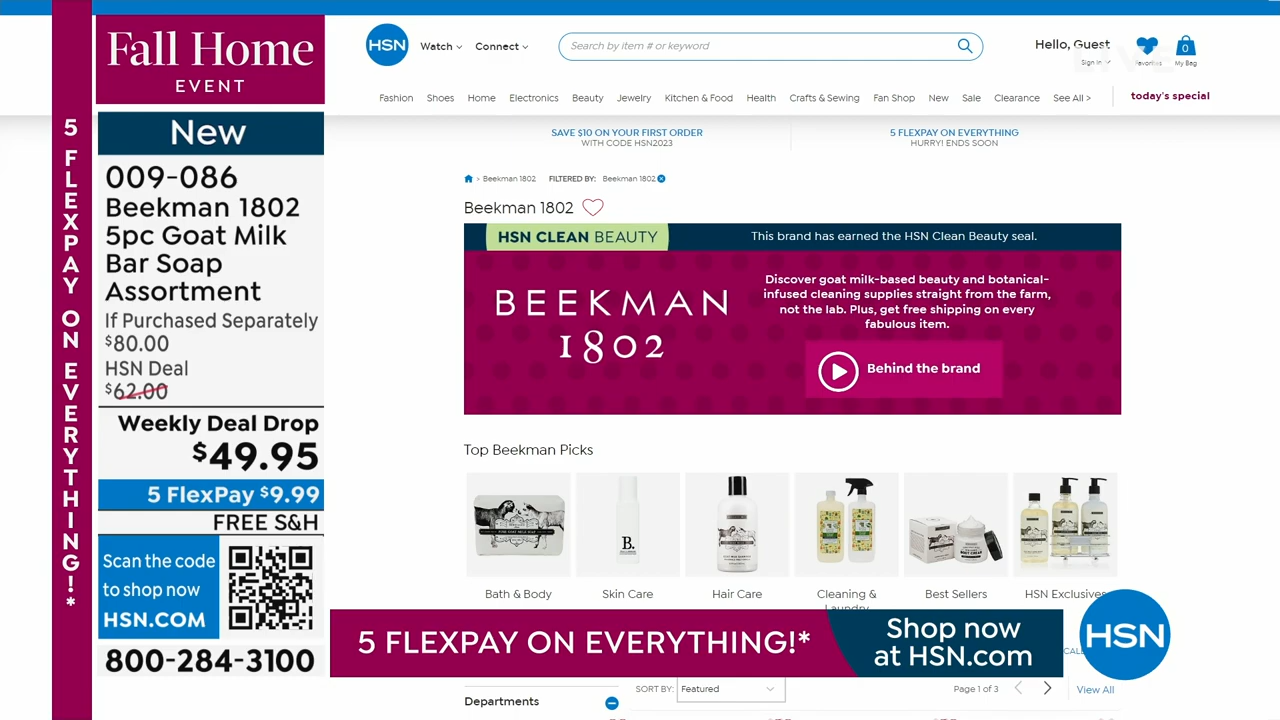 5 FLEXPAY ON EVERYTHING!*
Fall Home
EVENT
New
009-086
Beekman 1802
5pc Goat Milk
Bar Soap
Assortment
If Purchased Separately
$80.00
HSN Deal
$62.00
Weekly Deal Drop
$49.95
5 FlexPay $9.99
FREE S&H
Scan the code
to shop now
HSN.COM
800-284-3100
HSN
Watch
Connect
Search by item # or keyword
Hello, Guest
Sign In
Favorites
0
My Bag
Fashion Shoes Home Electronics Beauty Jewelry Kitchen & Food Health Crafts & Sewing Fan Shop New Sale Clearance See All > today's special
SAVE $10 ON YOUR FIRST ORDER
WITH CODE HSN2023
5 FLEXPAY ON EVERYTHING
HURRY! ENDS SOON
> Beekman 1802 FILTERED BY: Beekman 1802
Beekman 1802
HSN CLEAN BEAUTY
This brand has earned the HSN Clean Beauty seal.
BEEKMAN
1802
Discover goat milk-based beauty and botanical-
infused cleaning supplies straight from the farm,
not the lab. Plus, get free shipping on every
fabulous item.
Behind the brand
Top Beekman Picks
B.
Bath & Body
Skin Care
Hair Care
Cleaning &
Laundry
Best Sellers
HSN Exclusives
5 FLEXPAY ON EVERYTHING!*
Shop now
at HSN.com
HSN
Departments
SORT BY: Featured
Page 1 of 3
View All